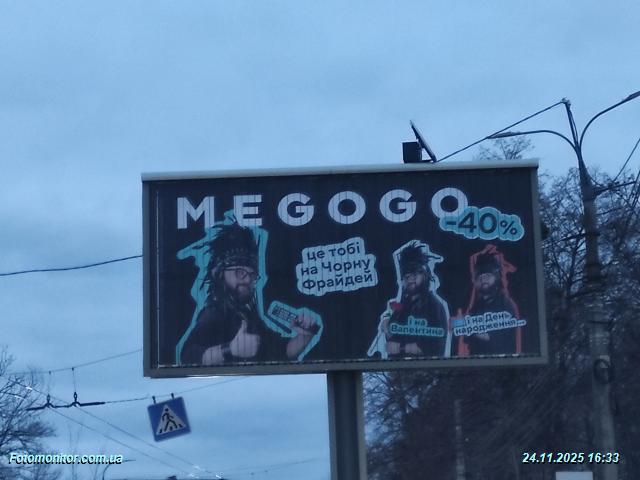 MEGOGO
-40%
це тобі
на Чорну
Фрайдей
і на
Валентина
...і на День
народження...
Fotomonitor.com.ua
24.11.2025 16:33